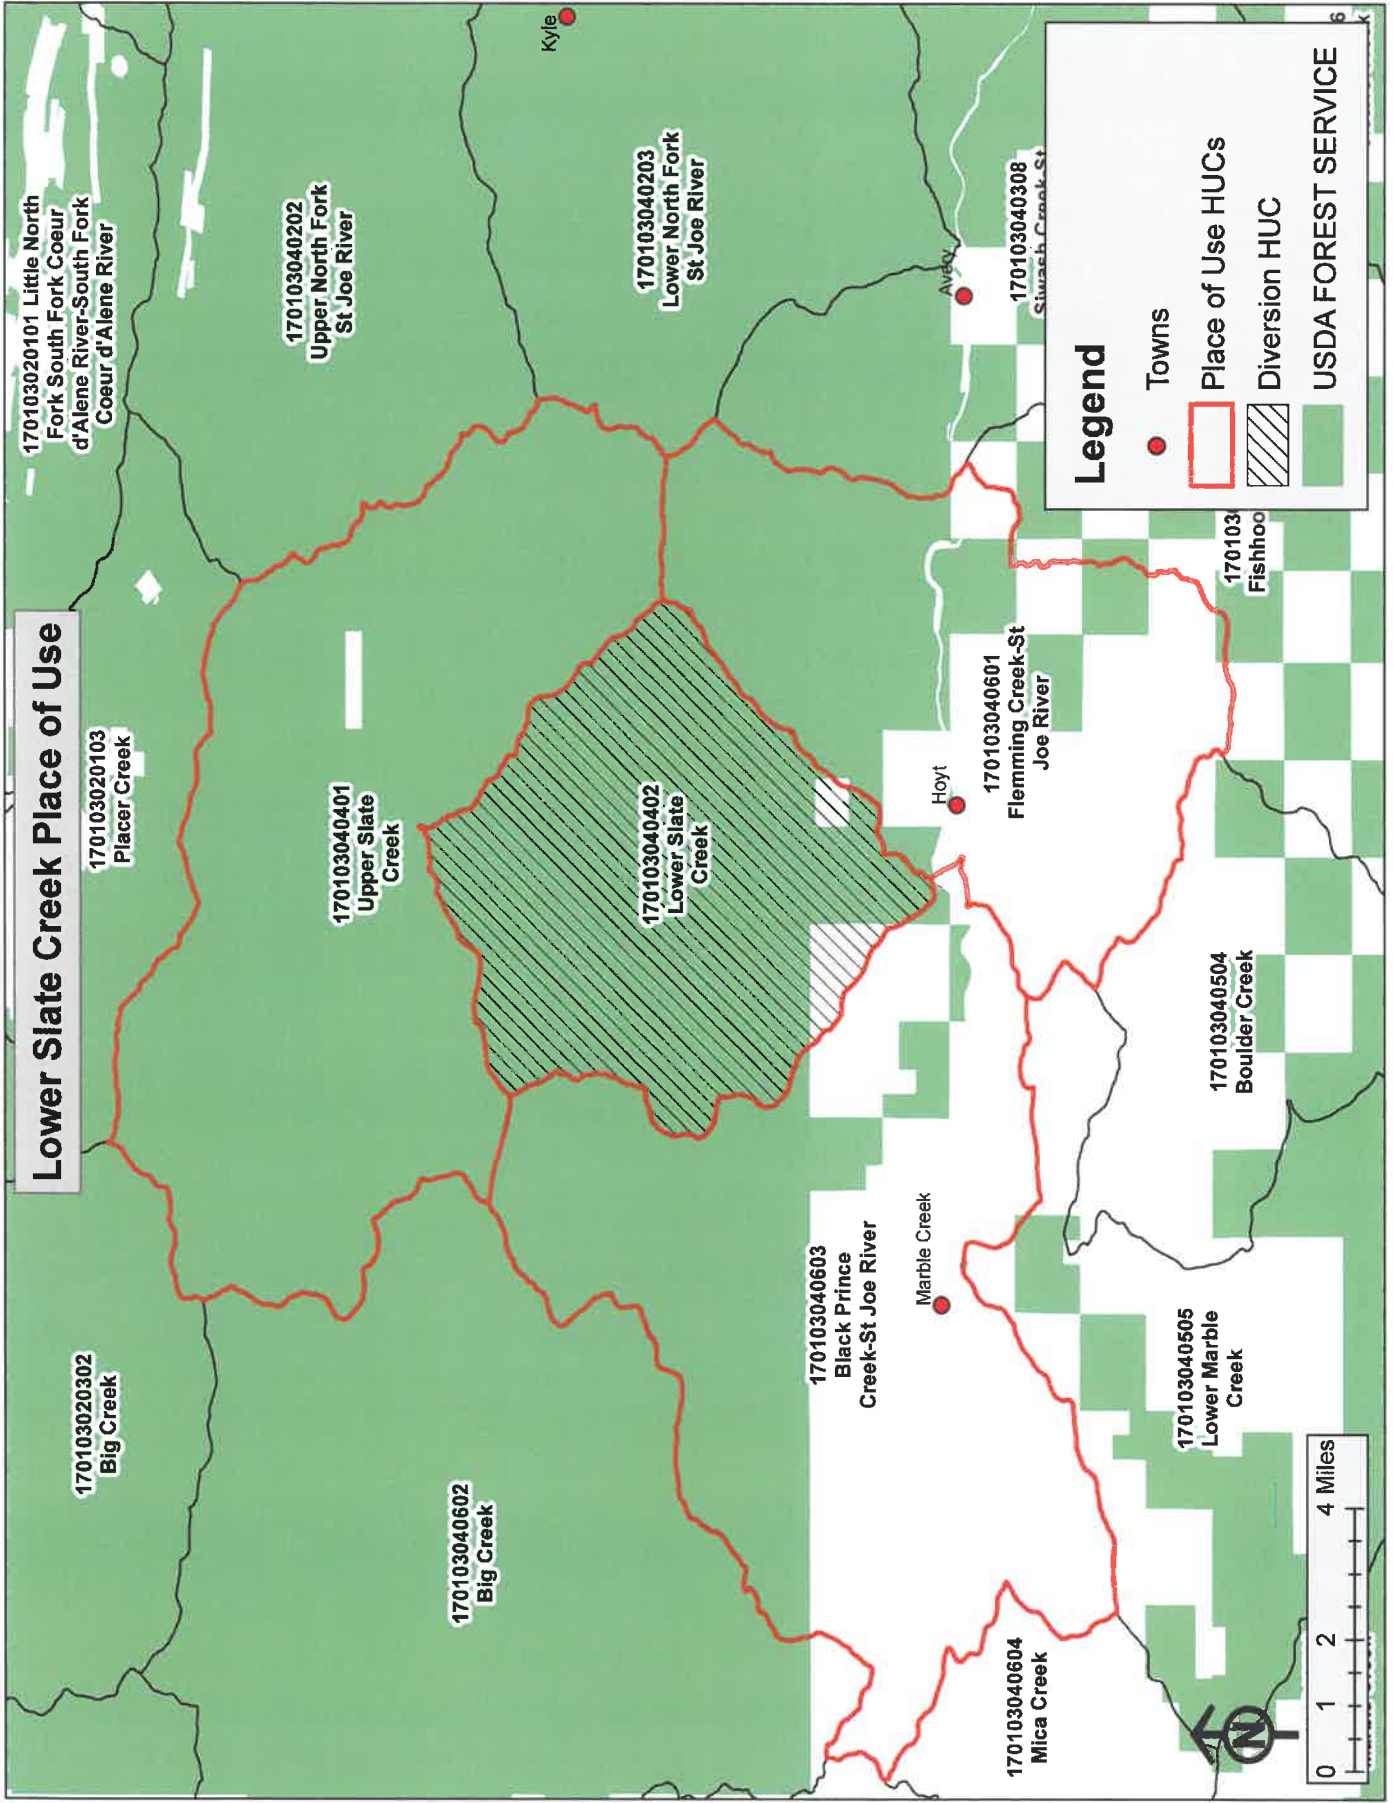 Lower Slate Creek Place of Use
170103020302
Big Creek
170103020103
Placer Creek
170103020101 Little North
Fork South Fork Coeur
d'Alene River-South Fork
Coeur d'Alene River
170103040202
Upper North Fork
St Joe River
170103040401
Upper Slate
Creek
170103040602
Big Creek
Kyle
170103040402
Lower Slate
Creek
170103040203
Lower North Fork
St Joe River
170103040603
Black Prince
Creek-St Joe River
Marble Creek
Hoyt
Avery
170103040601
Flemming Creek-St
Joe River
170103040308
Siwash Creek-St
170103040604
Mica Creek
170103040505
Lower Marble
Creek
170103040504
Boulder Creek
170103
Fishhoo
Legend
Towns
Place of Use HUCs
Diversion HUC
USDA FOREST SERVICE
6
N
0 1 2 4 Miles